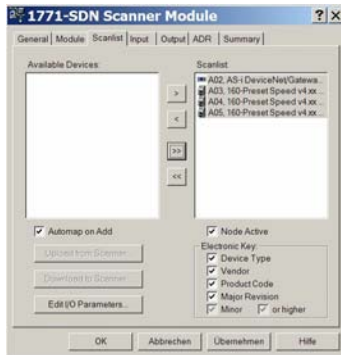 1771-SDN Scanner Module
General Module Scanlist Input Output ADR Summary
Available Devices:
Scanlist:
A02, AS-i DeviceNet/Gatewa...
A03, 160-Preset Speed v4.xx ...
A04, 160-Preset Speed v4.xx ...
A05, 160-Preset Speed v4.xx ...
>
<
>>
<<
Automap on Add
Node Active
Upload from Scanner...
Download to Scanner...
Edit I/O Parameters...
Electronic Key:
Device Type
Vendor
Product Code
Major Revision
Minor or higher
OK Abbrechen Übernehmen Hilfe